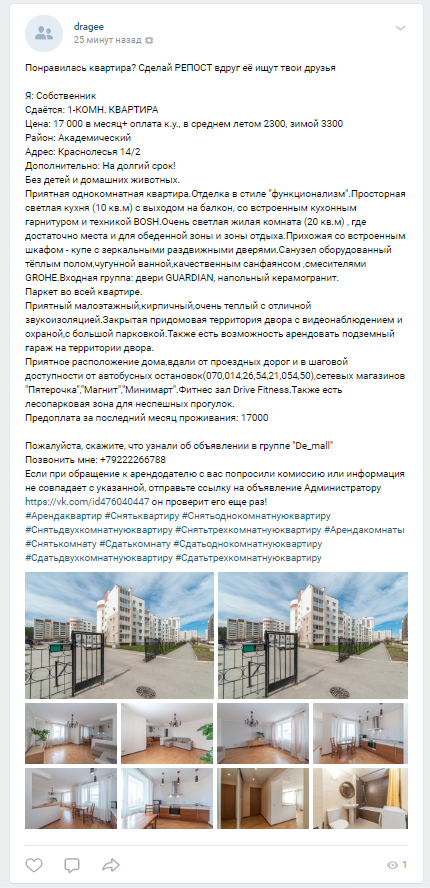 dragee
25 минут назад
Понравилась квартира? Сделай РЕПОСТ вдруг её ищут твои друзья
Я: Собственник
Сдаётся: 1-КОМН. КВАРТИРА
Цена: 17 000 в месяц+ оплата к.у., в среднем летом 2300, зимой 3300
Район: Академический
Адрес: Краснолесья 14/2
Дополнительно: На долгий срок!
Без детей и домашних животных.
Приятная однокомнатная квартира.Отделка в стиле "функционализм".Просторная
светлая кухня (10 кв.м) с выходом на балкон, со встроенным кухонным
гарнитуром и техникой BOSH.Очень светлая жилая комната (20 кв.м) , где
достаточно места и для обеденной зоны и зоны отдыха.Прихожая со встроенным
шкафом - купе с зеркальными раздвижными дверями.Санузел оборудованный
тёплым полом,чугунной ванной,качественным санфаянсом ,смесителями
GROHE.Входная группа: двери GUARDIAN, напольный керамогранит.
Паркет во всей квартире.
Приятный малоэтажный,кирпичный,очень теплый с отличной
звукоизоляцией.Закрытая придомовая территория двора с видеонаблюдением и
охраной,с большой парковкой.Также есть возможность арендовать подземный
гараж на территории двора.
Приятное расположение дома,вдали от проездных дорог и в шаговой
доступности от автобусных остановок(070,014,26,54,21,054,50),сетевых магазинов
"Пятерочка","Магнит","Минимарт".Фитнес зал Drive Fitness.Также есть
лесопарковая зона для неспешных прогулок.
Предоплата за последний месяц проживания: 17000
Пожалуйста, скажите, что узнали об объявлении в группе "De_mall"
Позвонить мне: +79222266788
Если при обращение к арендодателю с вас попросили комиссию или информация
не совпадает с указанной, отправьте ссылку на объявление Администратору
https://vk.com/id476040447 он проверит его еще раз!
#Арендаквартир #Снятьквартиру #Снятьоднокомнатнуюквартиру
#Снятьдвухкомнатнуюквартиру #Снятьтрехкомнатнуюквартиру #Арендакомнаты
#Снятькомнату #Сдатькомнату #Сдатьоднокомнатнуюквартиру
#Сдатьдвухкомнатнуюквартиру #Сдатьтрехкомнатнуюквартиру
1